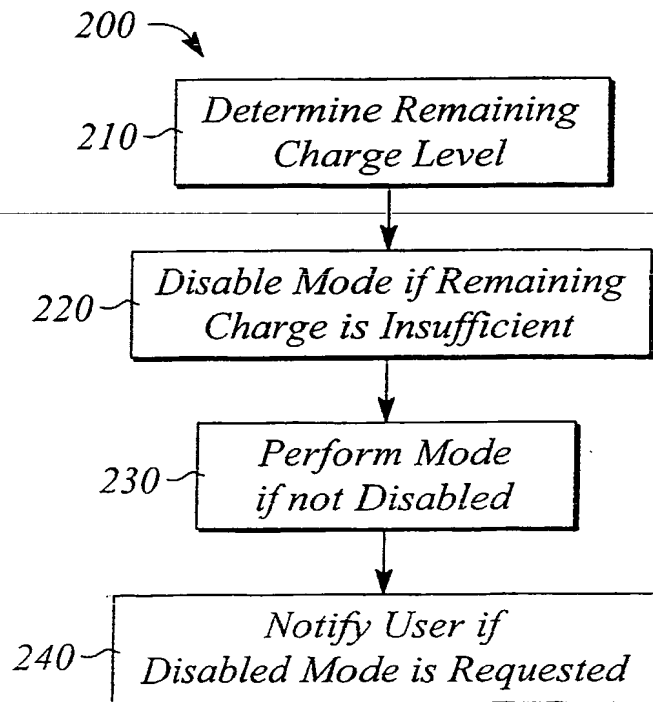 200
210
Determine Remaining
Charge Level
220
Disable Mode if Remaining
Charge is Insufficient
230
Perform Mode
if not Disabled
240
Notify User if
Disabled Mode is Requested